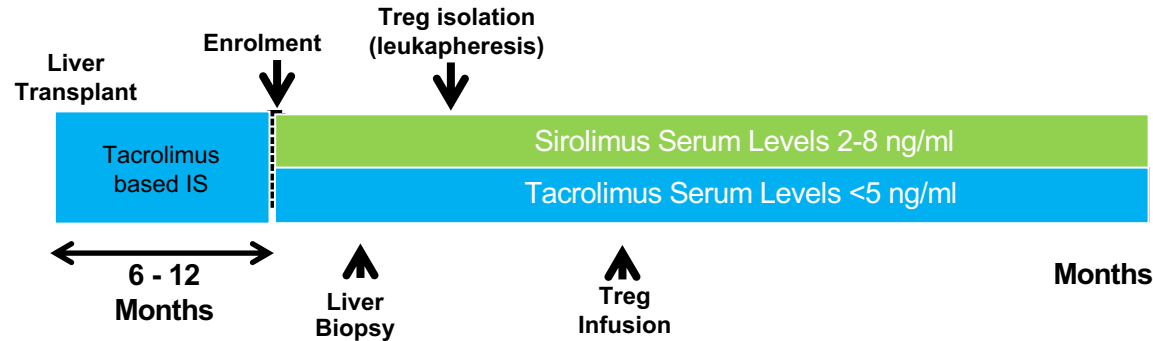 Treg isolation
(leukapheresis)
Enrolment
Liver
Transplant
Tacrolimus
based IS
Sirolimus Serum Levels 2-8 ng/ml
Tacrolimus Serum Levels <5 ng/ml
6 - 12
Months
Liver
Biopsy
Treg
Infusion
Months